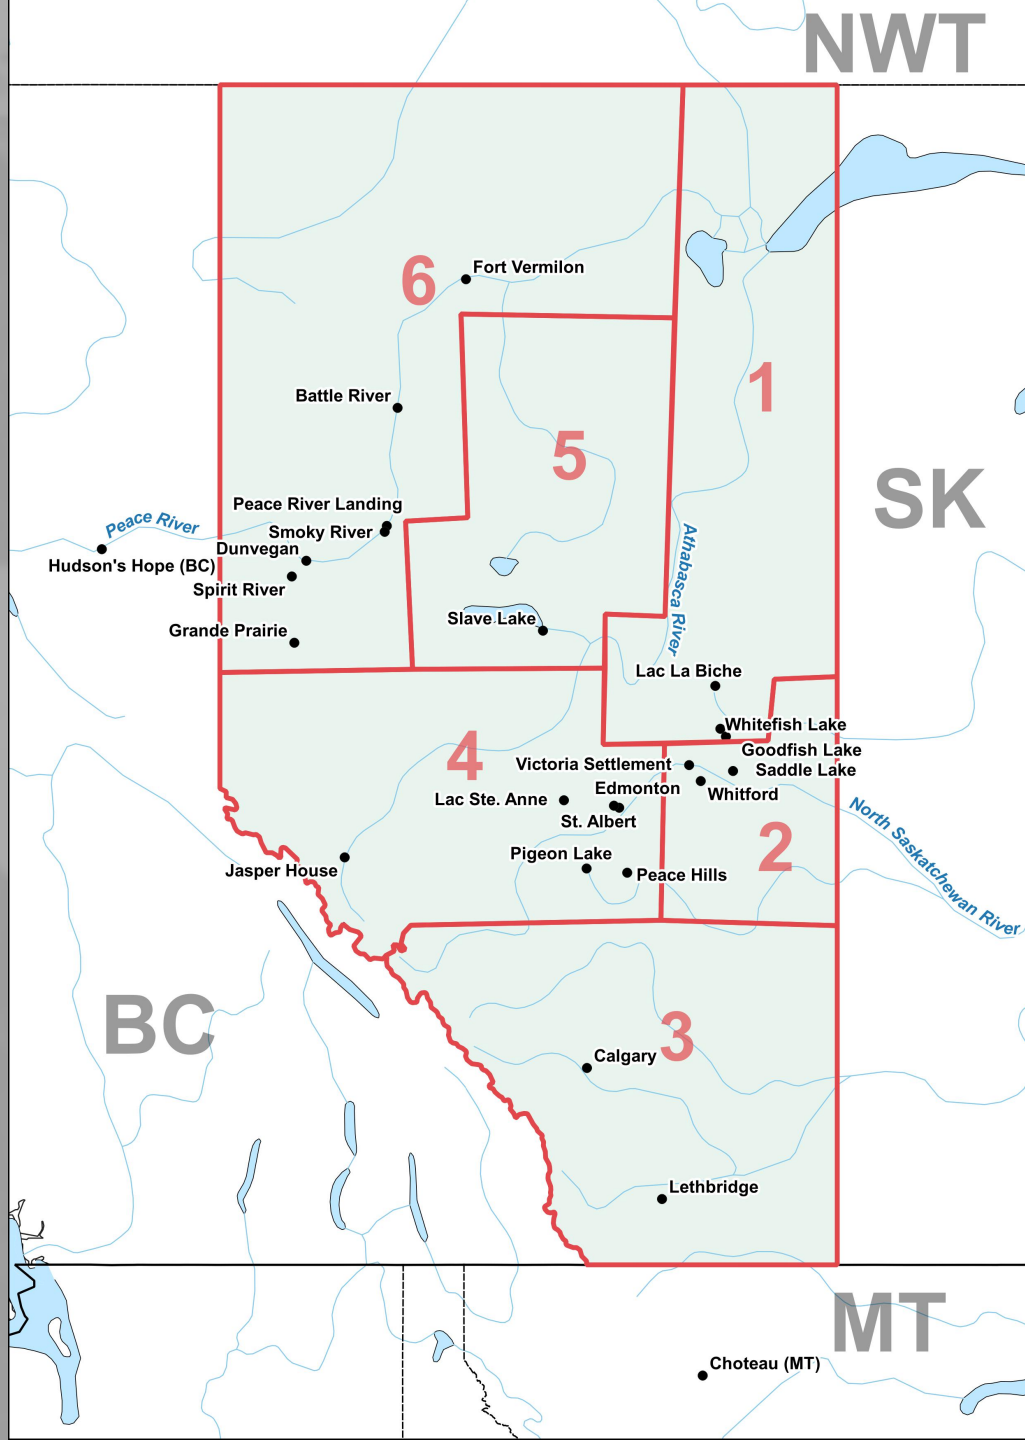 NWT
Fort Vermilon
6
1
Battle River
5
SK
Peace River Landing
Peace River
Smoky River
Dunvegan
Hudson's Hope (BC)
Spirit River
Athabasca River
Slave Lake
Grande Prairie
Lac La Biche
Whitefish Lake
Goodfish Lake
4
Victoria Settlement
Saddle Lake
Edmonton
Whitford
Lac Ste. Anne
St. Albert
North Saskatchewan River
2
Pigeon Lake
Jasper House
Peace Hills
BC
3
Calgary
Lethbridge
MT
Choteau (MT)